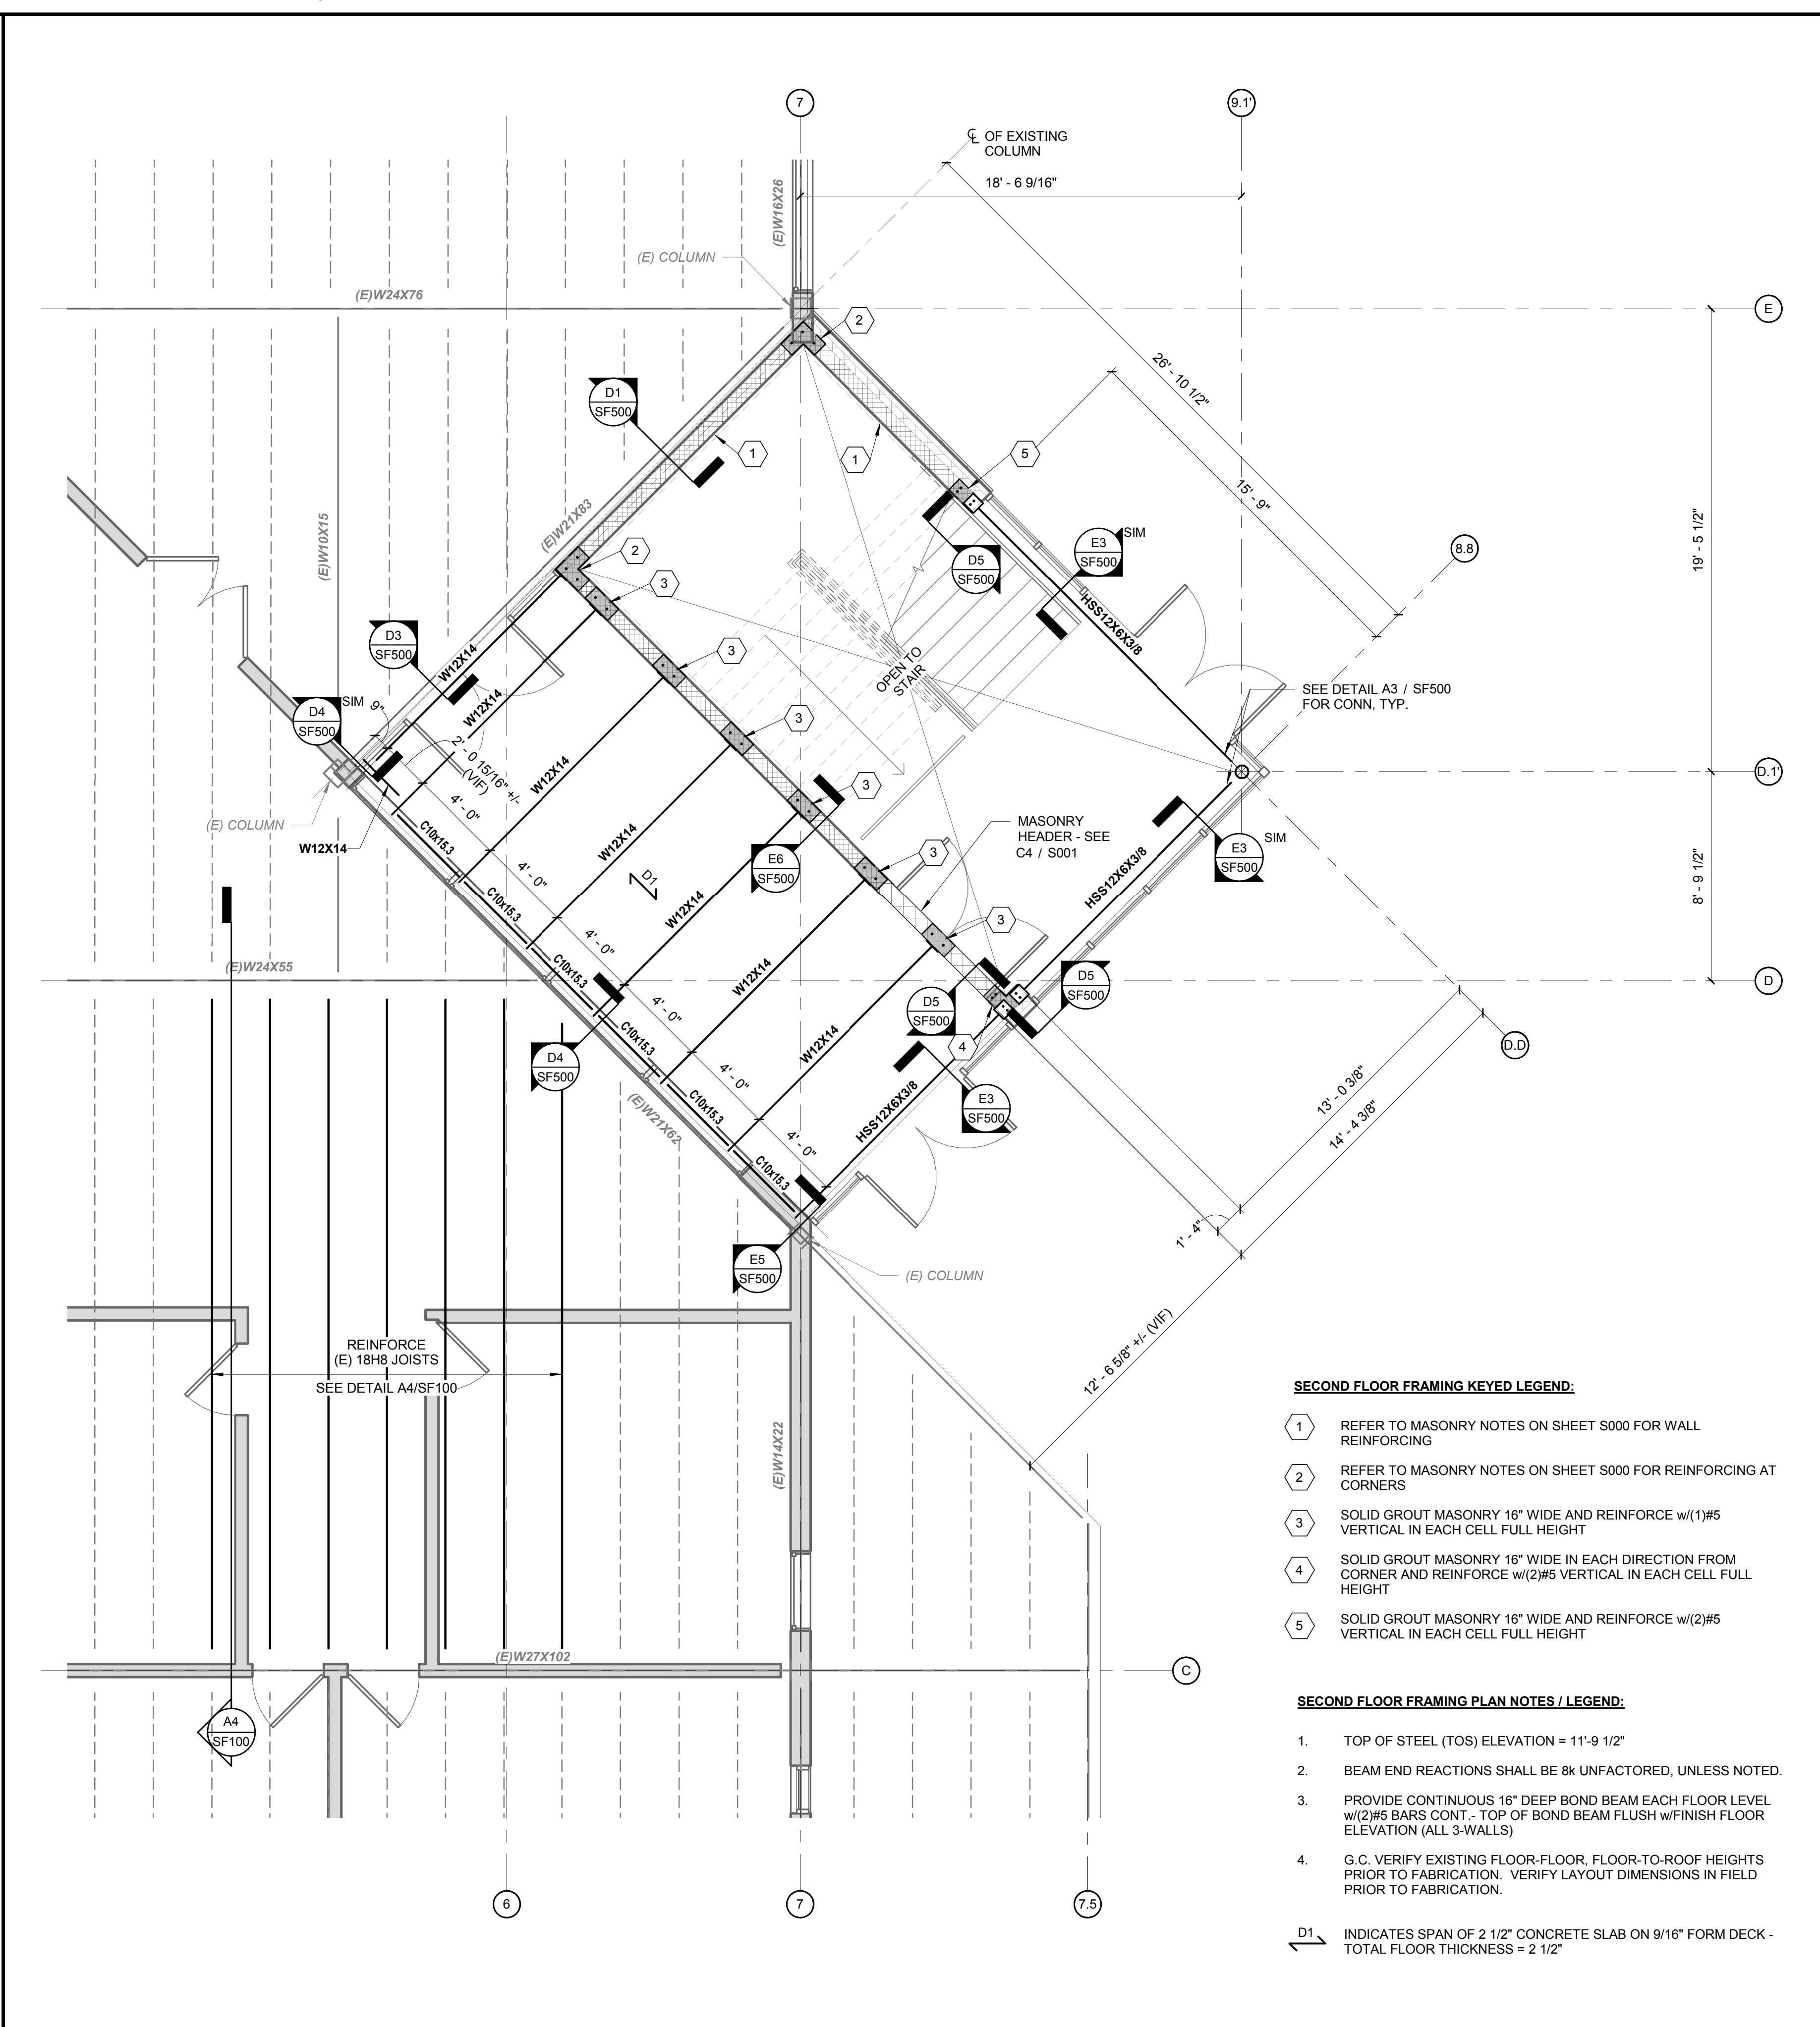 7
9.1'
℄ OF EXISTING
COLUMN
18' - 6 9/16"
(E)W16X26
(E) COLUMN
(E)W24X76
E
2
26' - 10 1/2"
D1
SF500
1
1
5
15' - 9"
19' - 5 1/2"
(E)W21X83
(E)W10X15
2
3
D5
SF500
E3
SF500
SIM
8.8
HSS12X6X3/8
D3
SF500
W12X14
3
OPEN TO
STAIR
SEE DETAIL A3 / SF500
FOR CONN, TYP.
D4
SF500
SIM
9"
W12X14
2' - 0 15/16" +/-
(VIF)
3
W12X14
D.1'
4' - 0"
3
(E) COLUMN
W12X14
C10x15.3
W12X14
MASONRY
HEADER - SEE
C4 / S001
E3
SF500
SIM
4' - 0"
E6
SF500
3
HSS12X6X3/8
8' - 9 1/2"
D1
C10x15.3
W12X14
3
4' - 0"
(E)W24X55
C10x15.3
W12X14
D5
SF500
D
4' - 0"
D5
SF500
C10x15.3
W12X14
4
D.D
D4
SF500
4' - 0"
C10x15.3
HSS12X6X3/8
E3
SF500
13' - 0 3/8"
14' - 4 3/8"
(E)W21X62
4' - 0"
C10x15.3
1' - 4"
E5
SF500
(E) COLUMN
12' - 6 5/8" +/- (VIF)
REINFORCE
(E) 18H8 JOISTS
SEE DETAIL A4/SF100
(E)W14X22
(E)W27X102
C
A4
SF100
6
7
7.5
SECOND FLOOR FRAMING KEYED LEGEND:
1 REFER TO MASONRY NOTES ON SHEET S000 FOR WALL
REINFORCING
2 REFER TO MASONRY NOTES ON SHEET S000 FOR REINFORCING AT
CORNERS
3 SOLID GROUT MASONRY 16" WIDE AND REINFORCE w/(1)#5
VERTICAL IN EACH CELL FULL HEIGHT
4 SOLID GROUT MASONRY 16" WIDE IN EACH DIRECTION FROM
CORNER AND REINFORCE w/(2)#5 VERTICAL IN EACH CELL FULL
HEIGHT
5 SOLID GROUT MASONRY 16" WIDE AND REINFORCE w/(2)#5
VERTICAL IN EACH CELL FULL HEIGHT
SECOND FLOOR FRAMING PLAN NOTES / LEGEND:
1. TOP OF STEEL (TOS) ELEVATION = 11'-9 1/2"
2. BEAM END REACTIONS SHALL BE 8k UNFACTORED, UNLESS NOTED.
3. PROVIDE CONTINUOUS 16" DEEP BOND BEAM EACH FLOOR LEVEL
w/(2)#5 BARS CONT.- TOP OF BOND BEAM FLUSH w/FINISH FLOOR
ELEVATION (ALL 3-WALLS)
4. G.C. VERIFY EXISTING FLOOR-FLOOR, FLOOR-TO-ROOF HEIGHTS
PRIOR TO FABRICATION. VERIFY LAYOUT DIMENSIONS IN FIELD
PRIOR TO FABRICATION.
D1 INDICATES SPAN OF 2 1/2" CONCRETE SLAB ON 9/16" FORM DECK -
TOTAL FLOOR THICKNESS = 2 1/2"